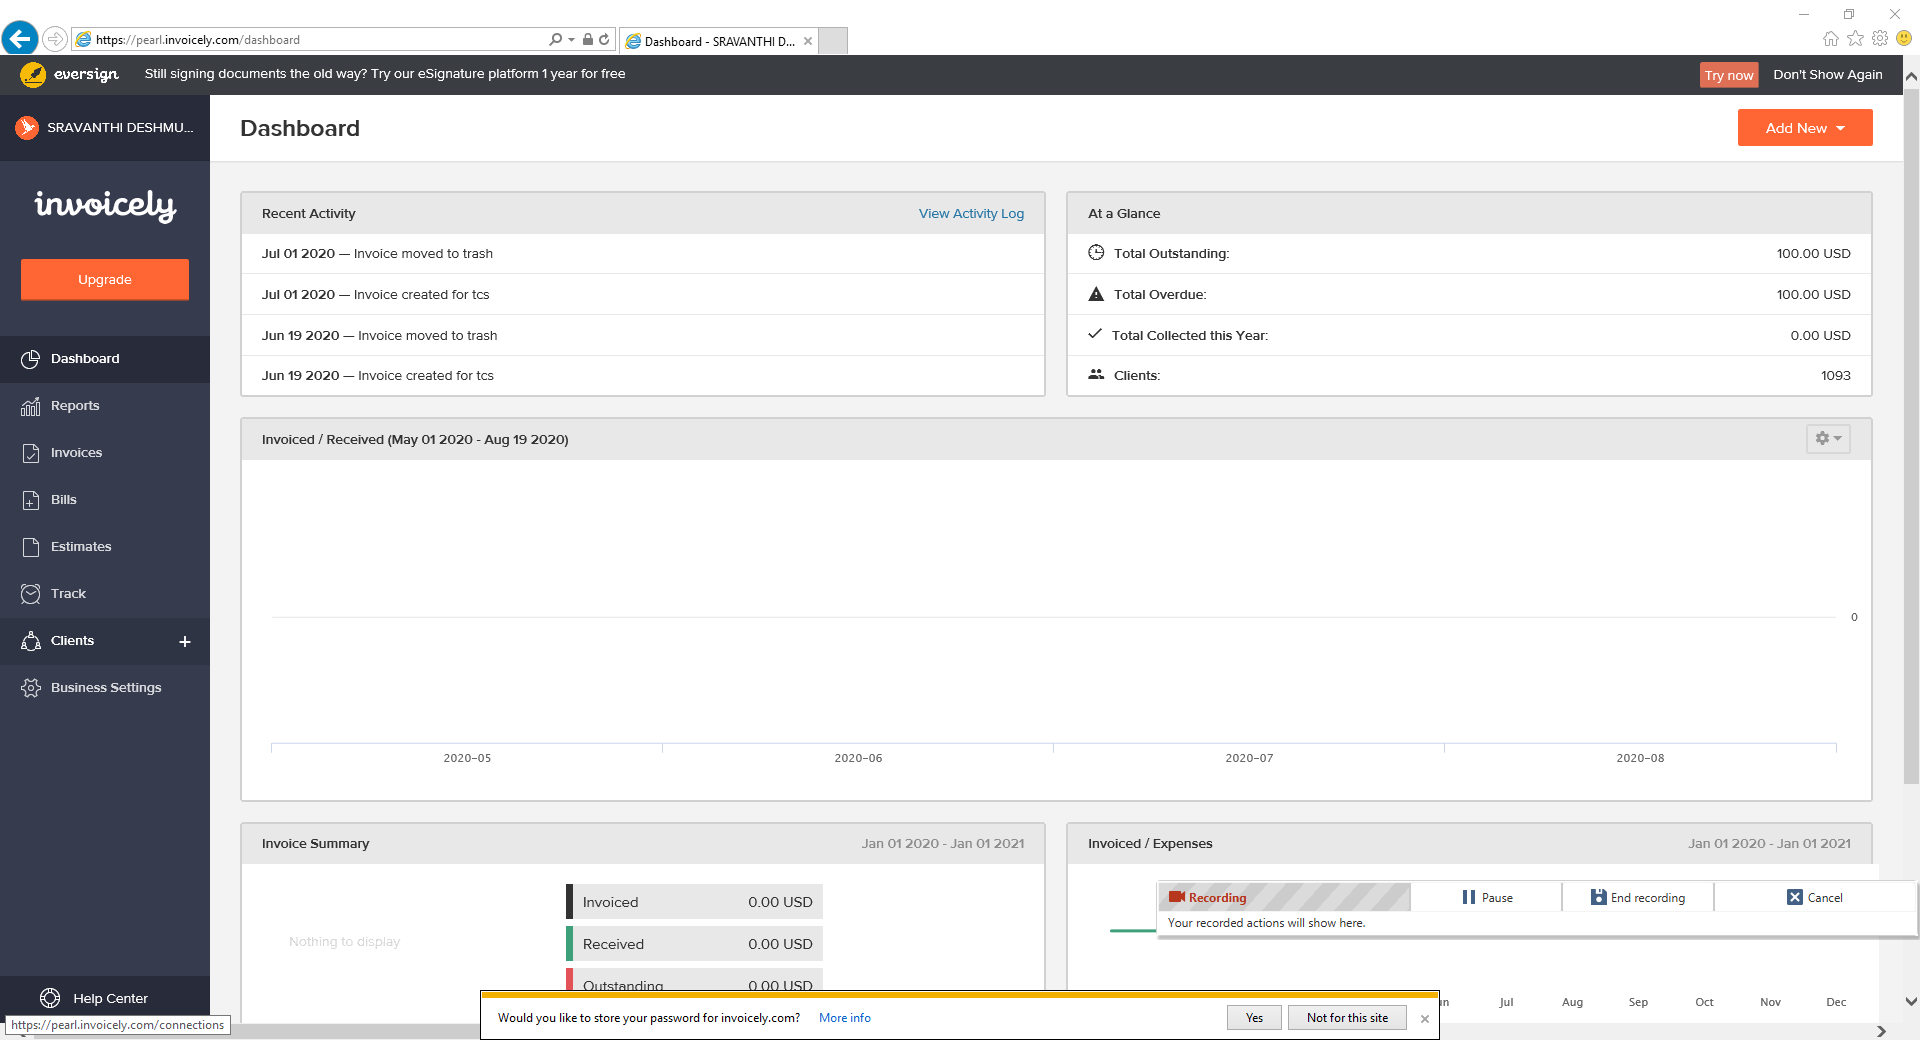 https://pearl.invoicely.com/dashboard
Dashboard - SRAVANTHI D...
eversign
Still signing documents the old way? Try our eSignature platform 1 year for free
Try now
Don't Show Again
SRAVANTHI DESHMU...
Dashboard
Add New
invoicely
Upgrade
Dashboard
Reports
Invoices
Bills
Estimates
Track
Clients
Business Settings
Help Center
https://pearl.invoicely.com/connections
Recent Activity
View Activity Log
Jul 01 2020 — Invoice moved to trash
Jul 01 2020 — Invoice created for tcs
Jun 19 2020 — Invoice moved to trash
Jun 19 2020 — Invoice created for tcs
At a Glance
Total Outstanding: 100.00 USD
Total Overdue: 100.00 USD
Total Collected this Year: 0.00 USD
Clients: 1093
Invoiced / Received (May 01 2020 - Aug 19 2020)
0
2020-05 2020-06 2020-07 2020-08
Invoice Summary
Jan 01 2020 - Jan 01 2021
Nothing to display
Invoiced 0.00 USD
Received 0.00 USD
Outstanding 0.00 USD
Invoiced / Expenses
Jan 01 2020 - Jan 01 2021
Recording
Pause
End recording
Cancel
Your recorded actions will show here.
Jul Aug Sep Oct Nov Dec
Would you like to store your password for invoicely.com?
More info
Yes
Not for this site